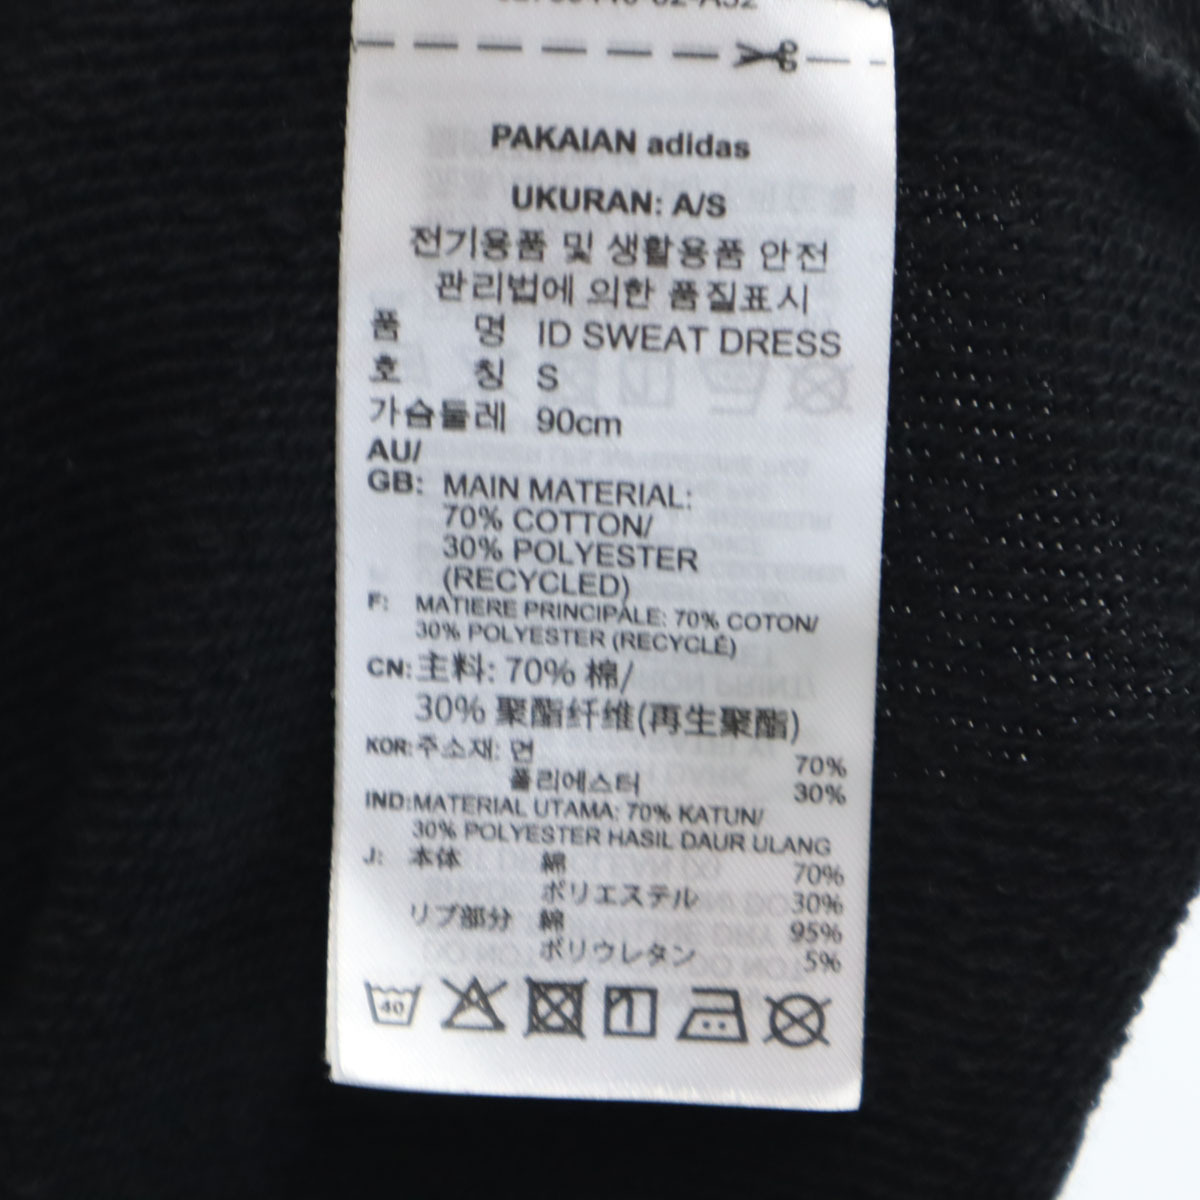 PAKAIAN adidas
UKURAN: A/S
전기용품 및 생활용품 안전
관리법에 의한 품질표시
품 명 ID SWEAT DRESS
호 칭 S
가슴둘레 90cm
AU/
GB: MAIN MATERIAL:
70% COTTON/
30% POLYESTER
(RECYCLED)
F: MATIERE PRINCIPALE: 70% COTON/
30% POLYESTER (RECYCLÉ)
CN: 主料: 70% 棉/
30% 聚酯纤维(再生聚酯)
KOR: 주소재: 면 70%
폴리에스터 30%
IND: MATERIAL UTAMA: 70% KATUN/
30% POLYESTER HASIL DAUR ULANG
J: 本体 綿 70%
ポリエステル 30%
リブ部分 綿 95%
ポリウレタン 5%
40